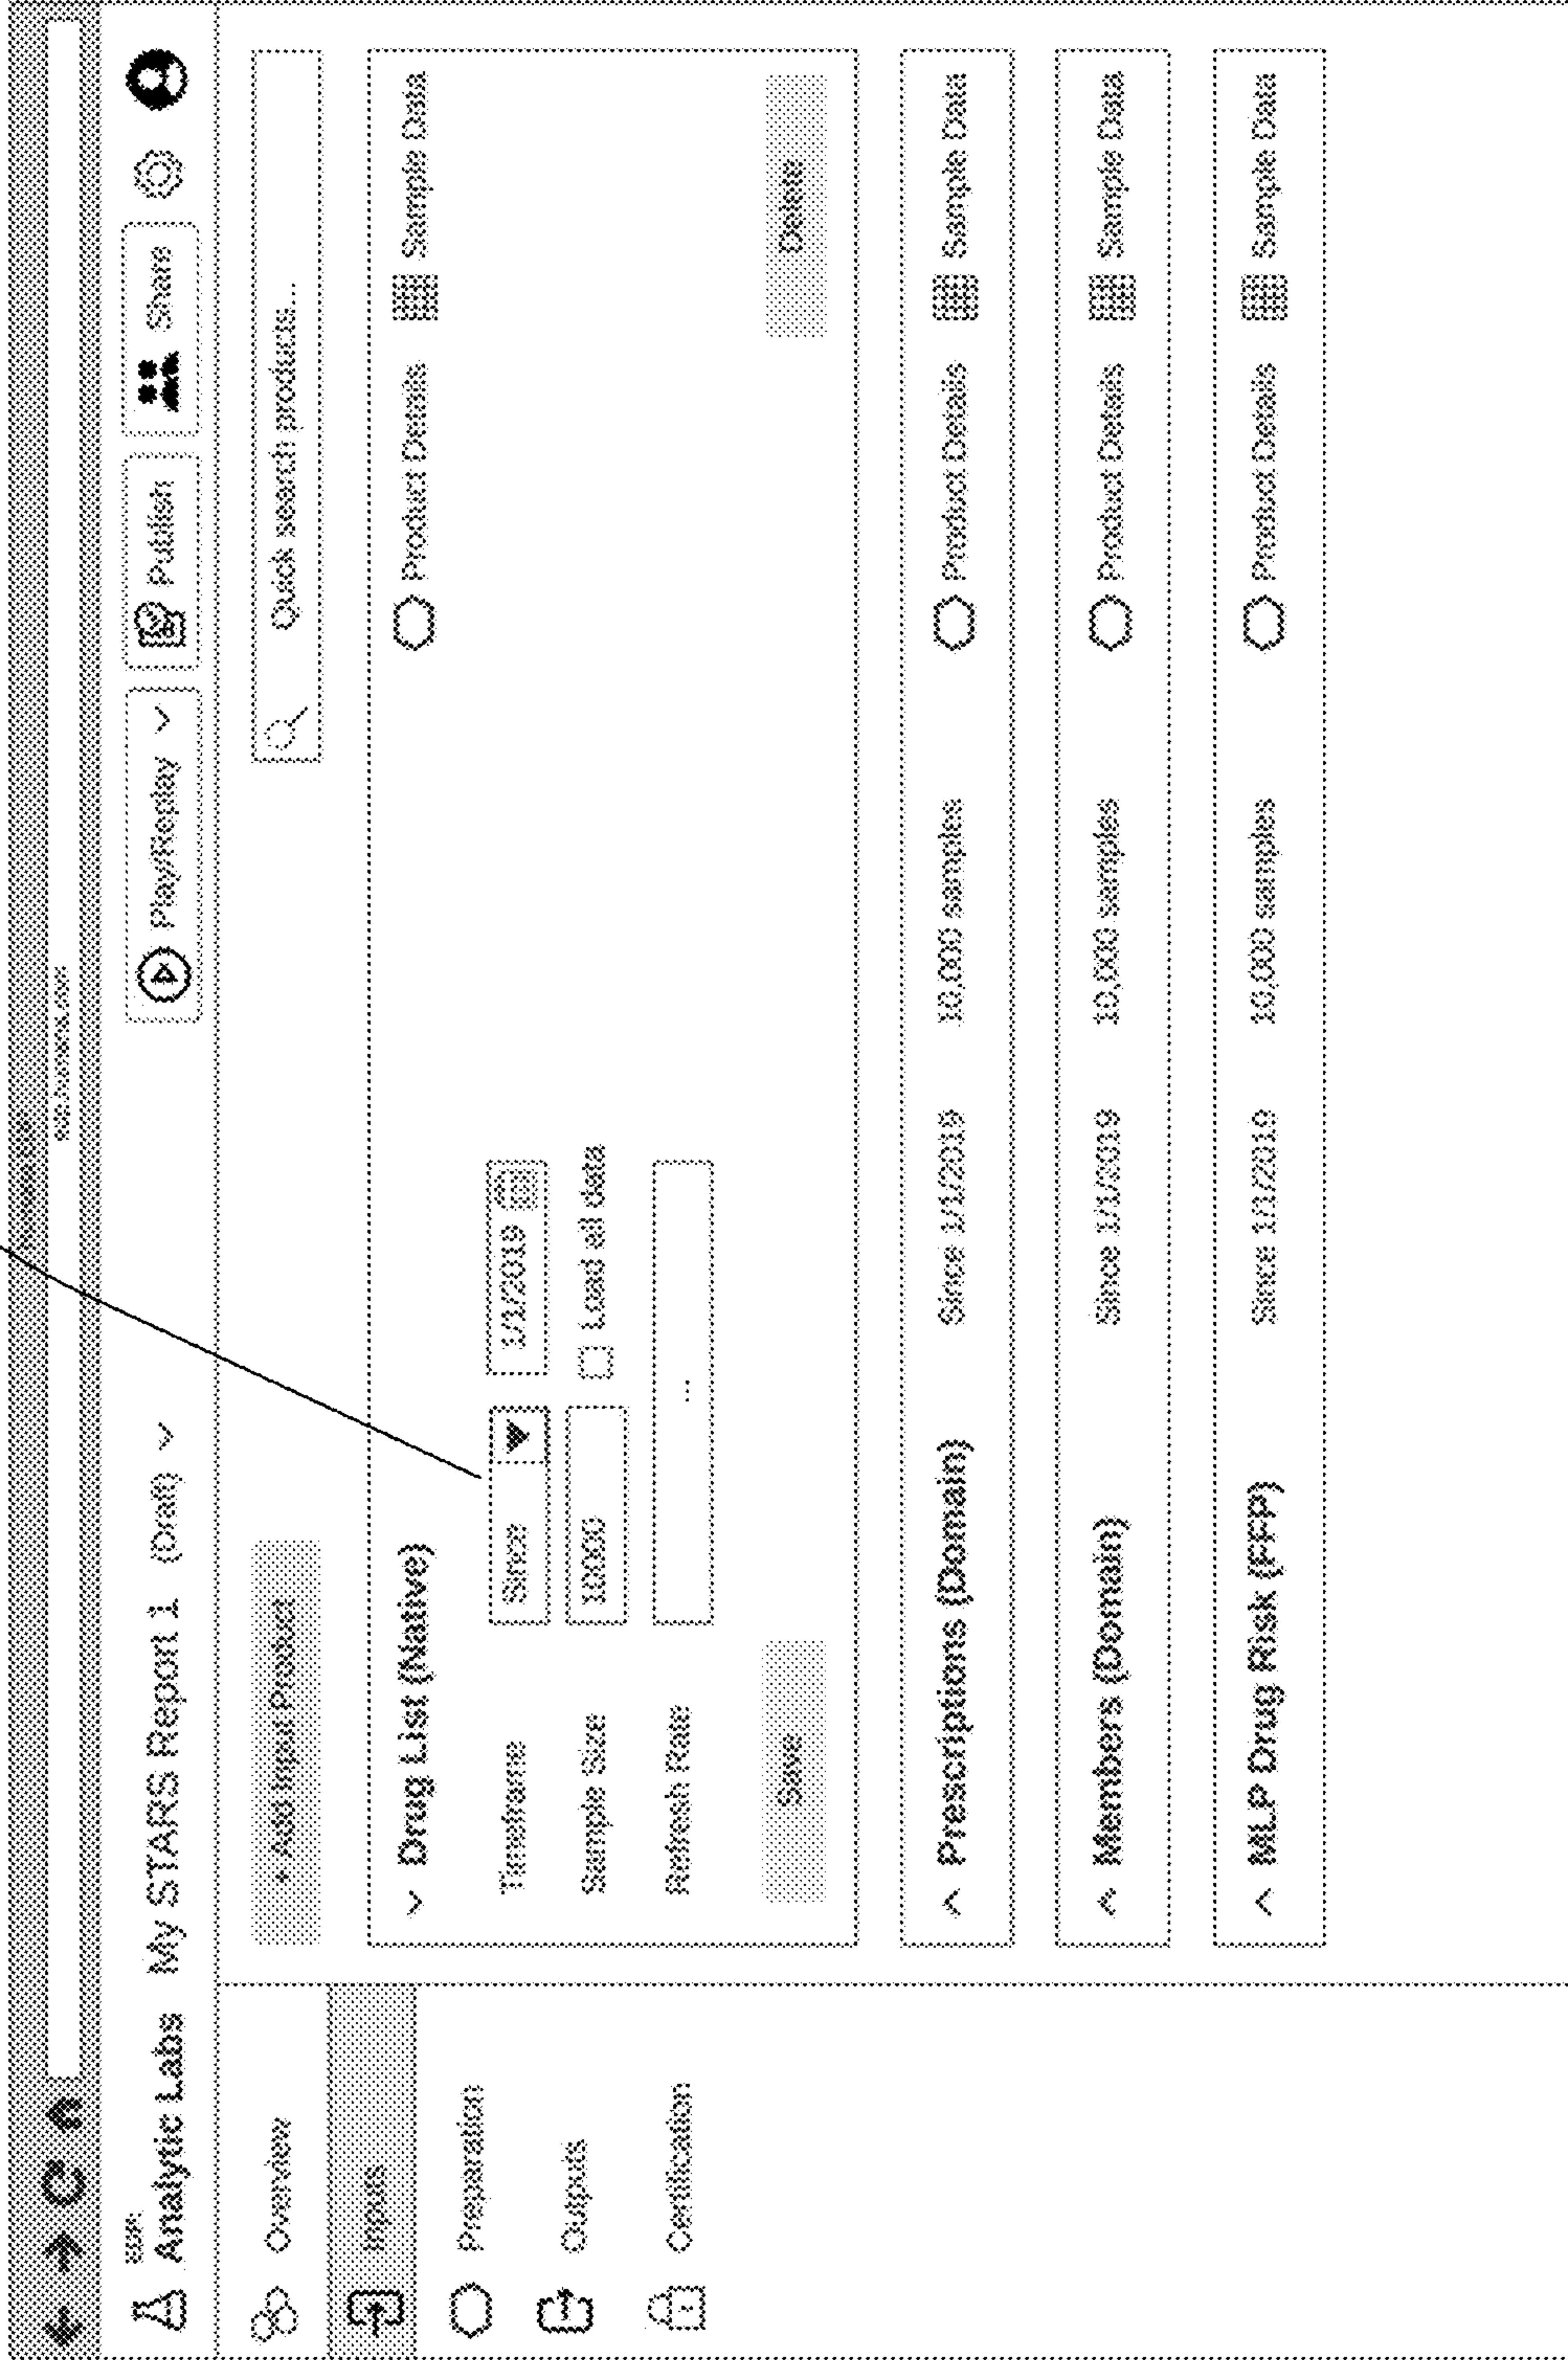 EDP
Analytic Labs My STARS Report 1 (Draft) Play/Replay Publish Share
Overview
Inputs
Preparation
Outputs
Certification
+ Add Input Product Quick search products...
Drug List (Native) Product Details Sample Data
Timeframe Since 1/1/2019
Sample Size 10000 Load all data
Refresh Rate ...
Save Delete
Prescriptions (Domain) Since 1/1/2019 10,000 samples Product Details Sample Data
Members (Domain) Since 1/1/2019 10,000 samples Product Details Sample Data
MLP Drug Risk (FFP) Since 1/1/2019 10,000 samples Product Details Sample Data